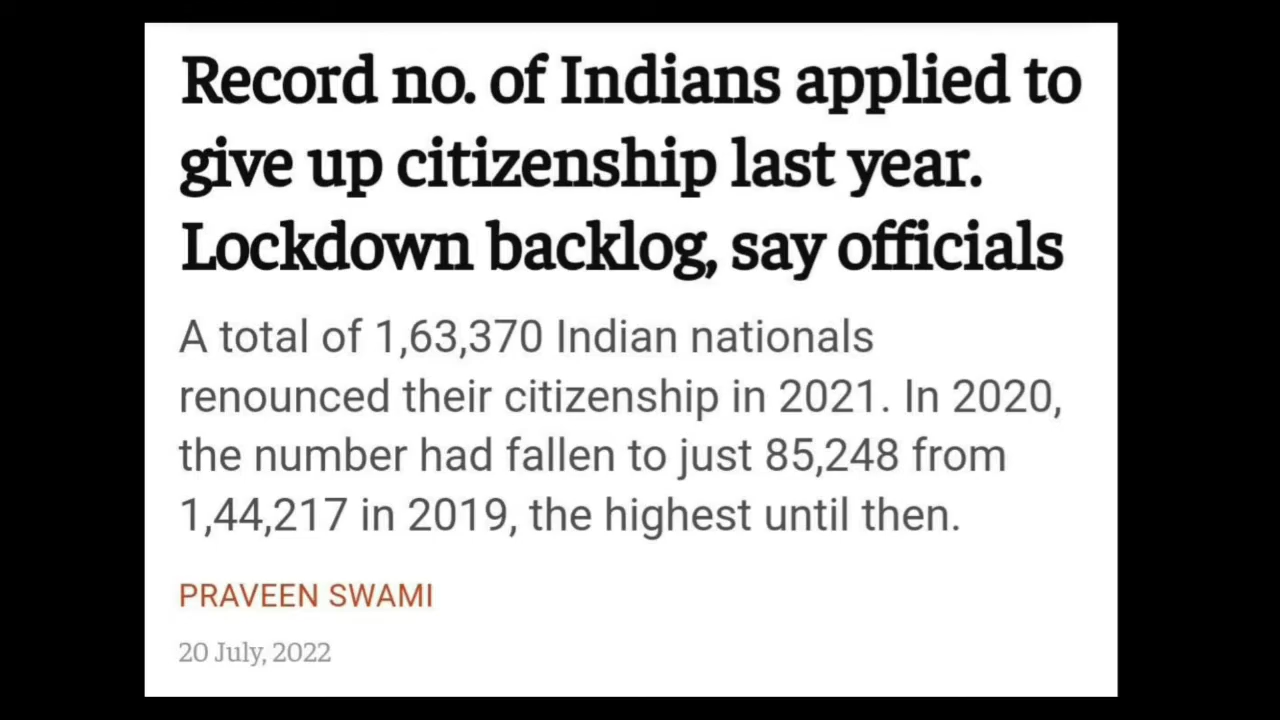 Record no. of Indians applied to
give up citizenship last year.
Lockdown backlog, say officials
A total of 1,63,370 Indian nationals
renounced their citizenship in 2021. In 2020,
the number had fallen to just 85,248 from
1,44,217 in 2019, the highest until then.
PRAVEEN SWAMI
20 July, 2022